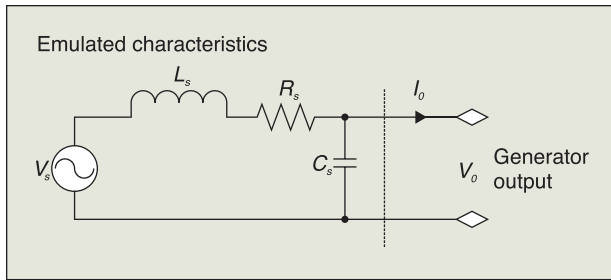 Emulated characteristics
Lₛ
Rₛ
I₀
Vₛ
Cₛ
V₀
Generator
output